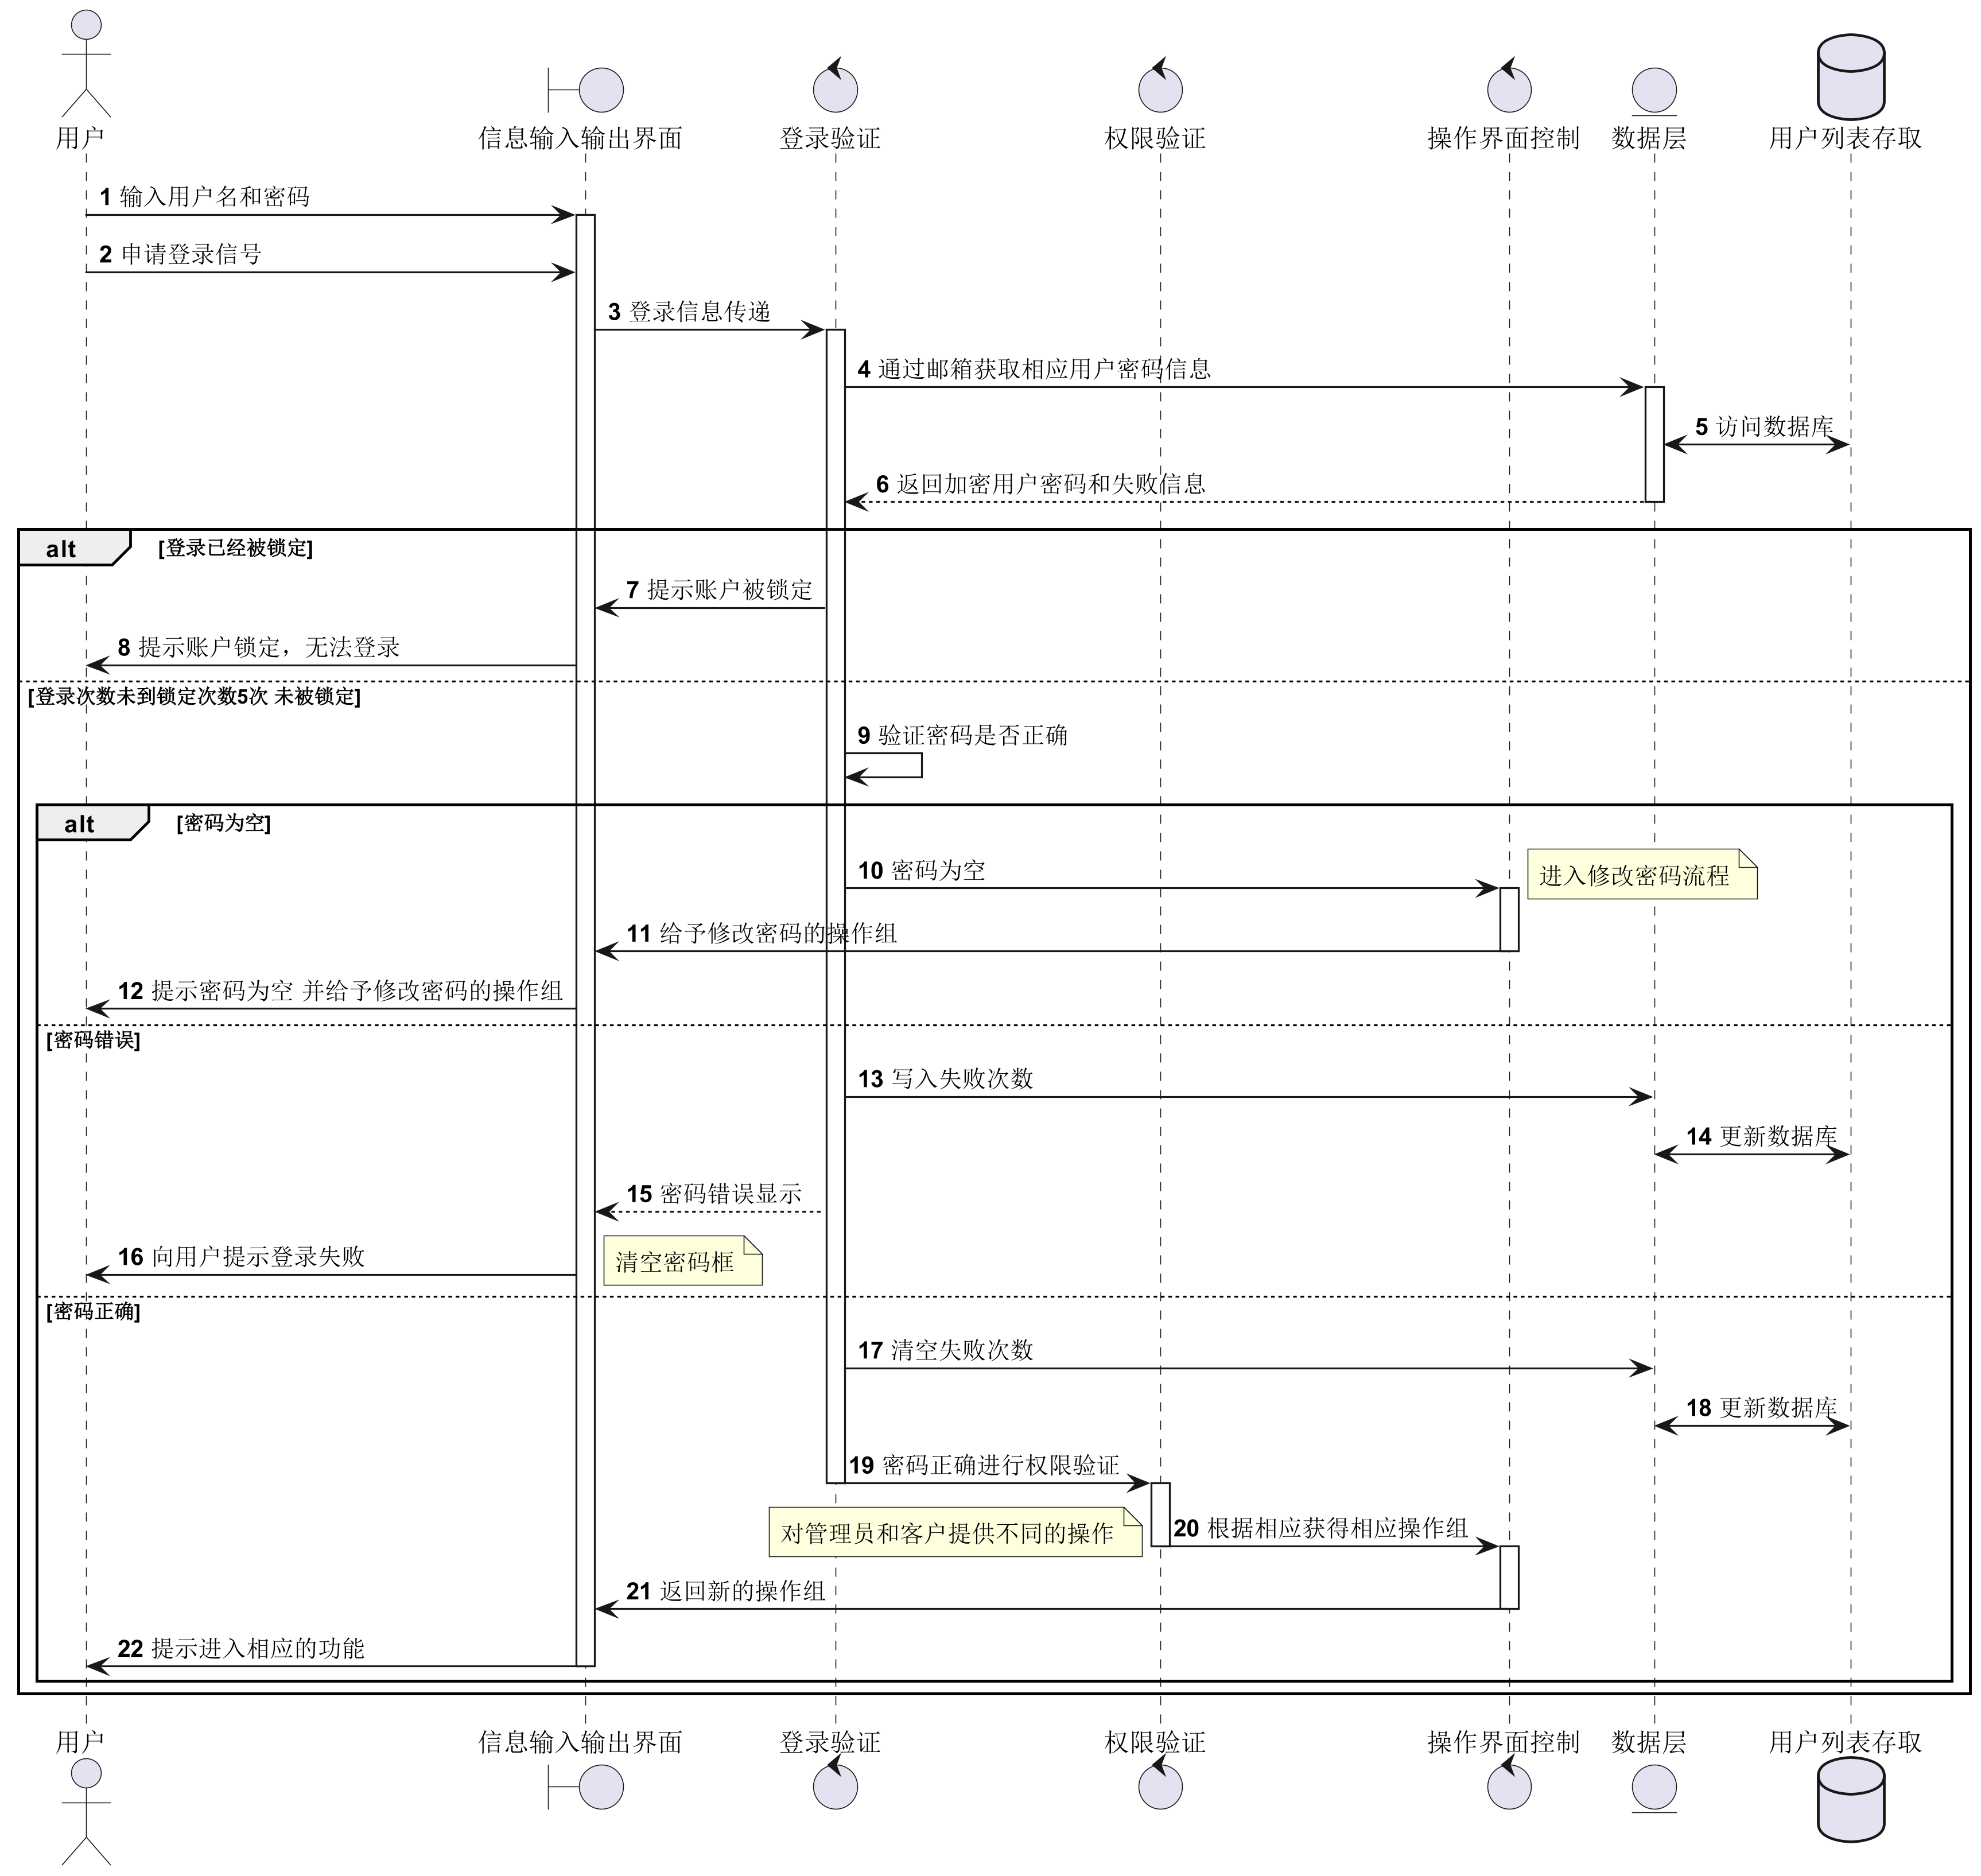 用户
信息输入输出界面
登录验证
权限验证
操作界面控制
数据层
用户列表存取
1 输入用户名和密码
2 申请登录信号
3 登录信息传递
4 通过邮箱获取相应用户密码信息
5 访问数据库
6 返回加密用户密码和失败信息
alt [登录已经被锁定]
7 提示账户被锁定
8 提示账户锁定，无法登录
[登录次数未到锁定次数5次 未被锁定]
9 验证密码是否正确
alt [密码为空]
10 密码为空
进入修改密码流程
11 给予修改密码的操作组
12 提示密码为空 并给予修改密码的操作组
[密码错误]
13 写入失败次数
14 更新数据库
15 密码错误显示
16 向用户提示登录失败
清空密码框
[密码正确]
17 清空失败次数
18 更新数据库
19 密码正确进行权限验证
对管理员和客户提供不同的操作
20 根据相应获得相应操作组
21 返回新的操作组
22 提示进入相应的功能
用户
信息输入输出界面
登录验证
权限验证
操作界面控制
数据层
用户列表存取